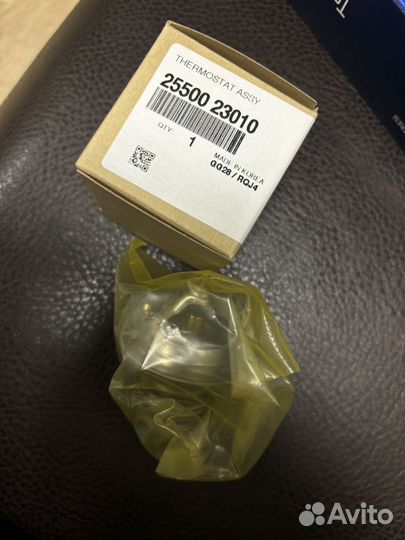 THERMOSTAT ASSY
25500 23010
QTY: 1
MADE IN KOREA
GG28 / RQJ4
Avito